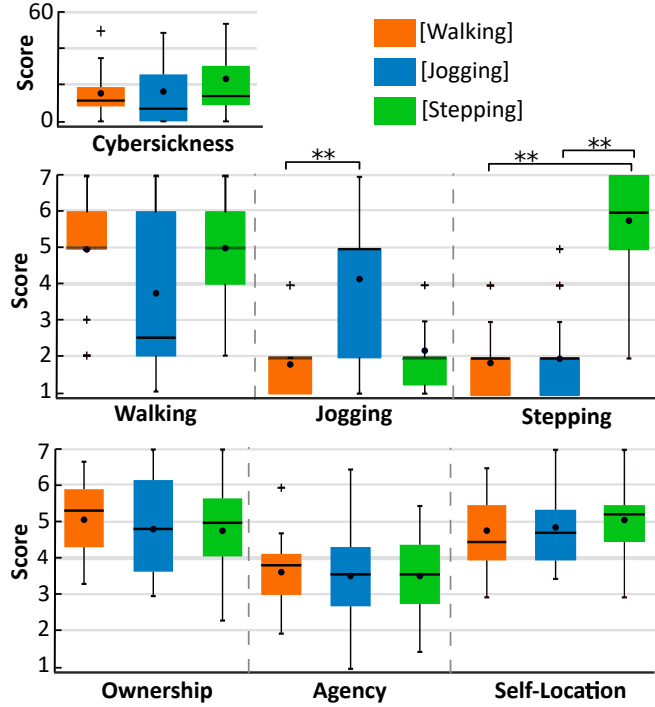 60
0
Score
Cybersickness
[Walking]
[Jogging]
[Stepping]
** ** **
7
6
5
4
3
2
1
Score
Walking Jogging Stepping
7
6
5
4
3
2
1
Score
Ownership Agency Self-Location